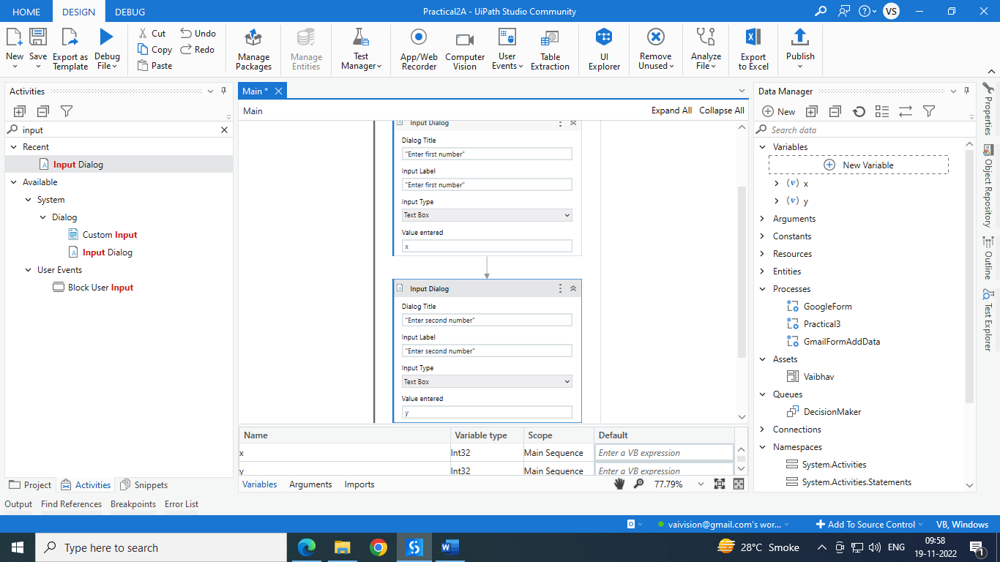 HOME DESIGN DEBUG Practical2A - UiPath Studio Community VS
New Save Export as Template Debug File Cut Copy Paste Undo Redo Manage Packages Manage Entities Test Manager App/Web Recorder Computer Vision User Events Table Extraction UI Explorer Remove Unused Analyze File Export to Excel Publish
Activities
input
Recent
Input Dialog
Available
System
Dialog
Custom Input
Input Dialog
User Events
Block User Input
Project Activities Snippets
Main *
Main Expand All Collapse All
Input Dialog
Dialog Title
"Enter first number"
Input Label
"Enter first number"
Input Type
Text Box
Value entered
x
Input Dialog
Dialog Title
"Enter second number"
Input Label
"Enter second number"
Input Type
Text Box
Value entered
y
Name Variable type Scope Default
x Int32 Main Sequence Enter a VB expression
y Int32 Main Sequence Enter a VB expression
Variables Arguments Imports 77.79%
Data Manager
New
Search data
Variables
New Variable
(v) x
(v) y
Arguments
Constants
Resources
Entities
Processes
GoogleForm
Practical3
GmailFormAddData
Assets
Vaibhav
Queues
DecisionMaker
Connections
Namespaces
System.Activities
System.Activities.Statements
Properties
Object Repository
Outline
Test Explorer
Output Find References Breakpoints Error List
vaivision@gmail.com's wor... Add To Source Control VB, Windows
Type here to search 28°C Smoke ENG 09:58
19-11-2022 1